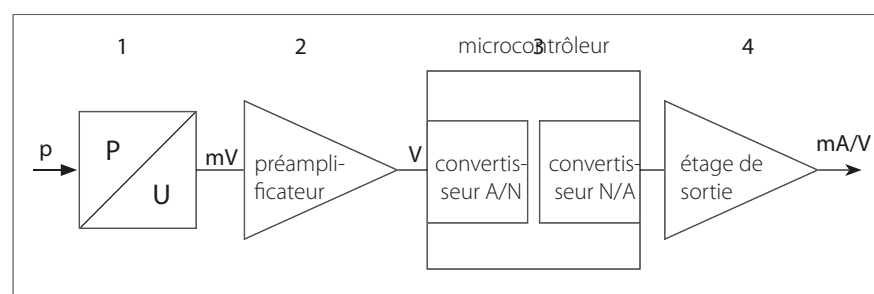 1
2
microcontrôleur
3
4
p
P
U
mV
préampli-
ficateur
V
convertis-
seur A/N
convertis-
seur N/A
étage de
sortie
mA/V